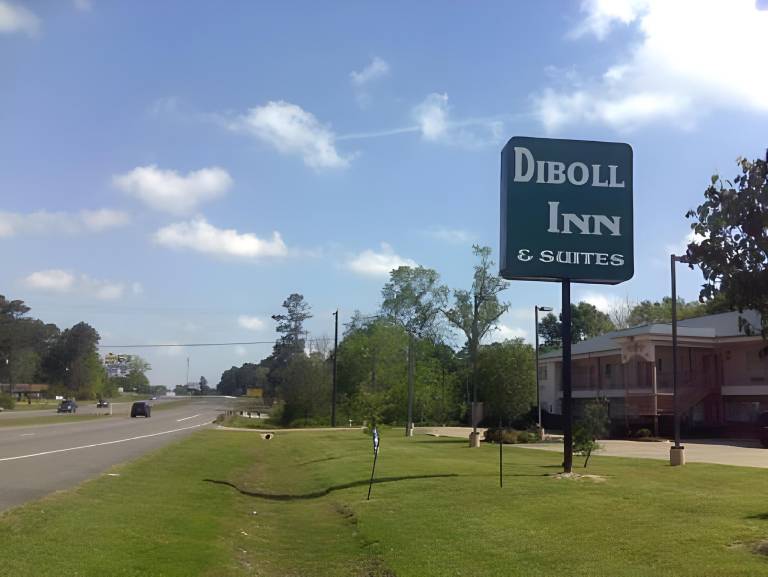 DIBOLL
INN
& SUITES